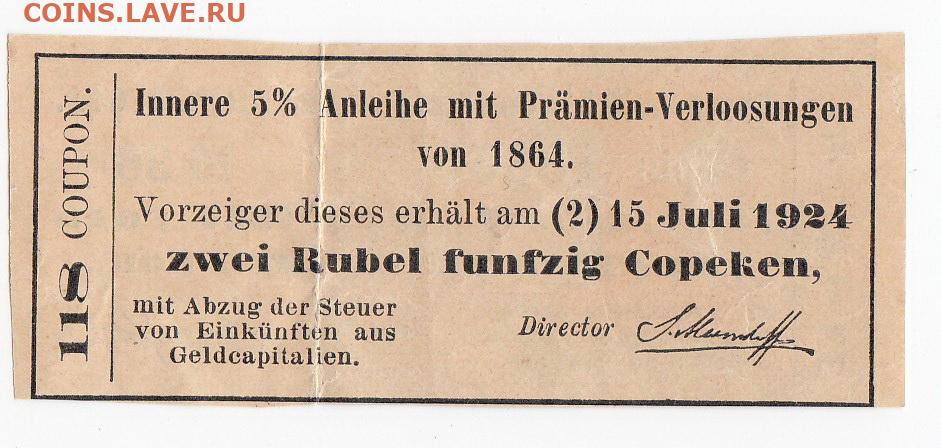 COINS.LAVE.RU
118 COUPON.
Innere 5% Anleihe mit Prämien-Verloosungen
von 1864.
Vorzeiger dieses erhält am (2) 15 Juli 1924
zwei Rubel funfzig Copeken,
mit Abzug der Steuer
von Einkünften aus
Geldcapitalien.
Director